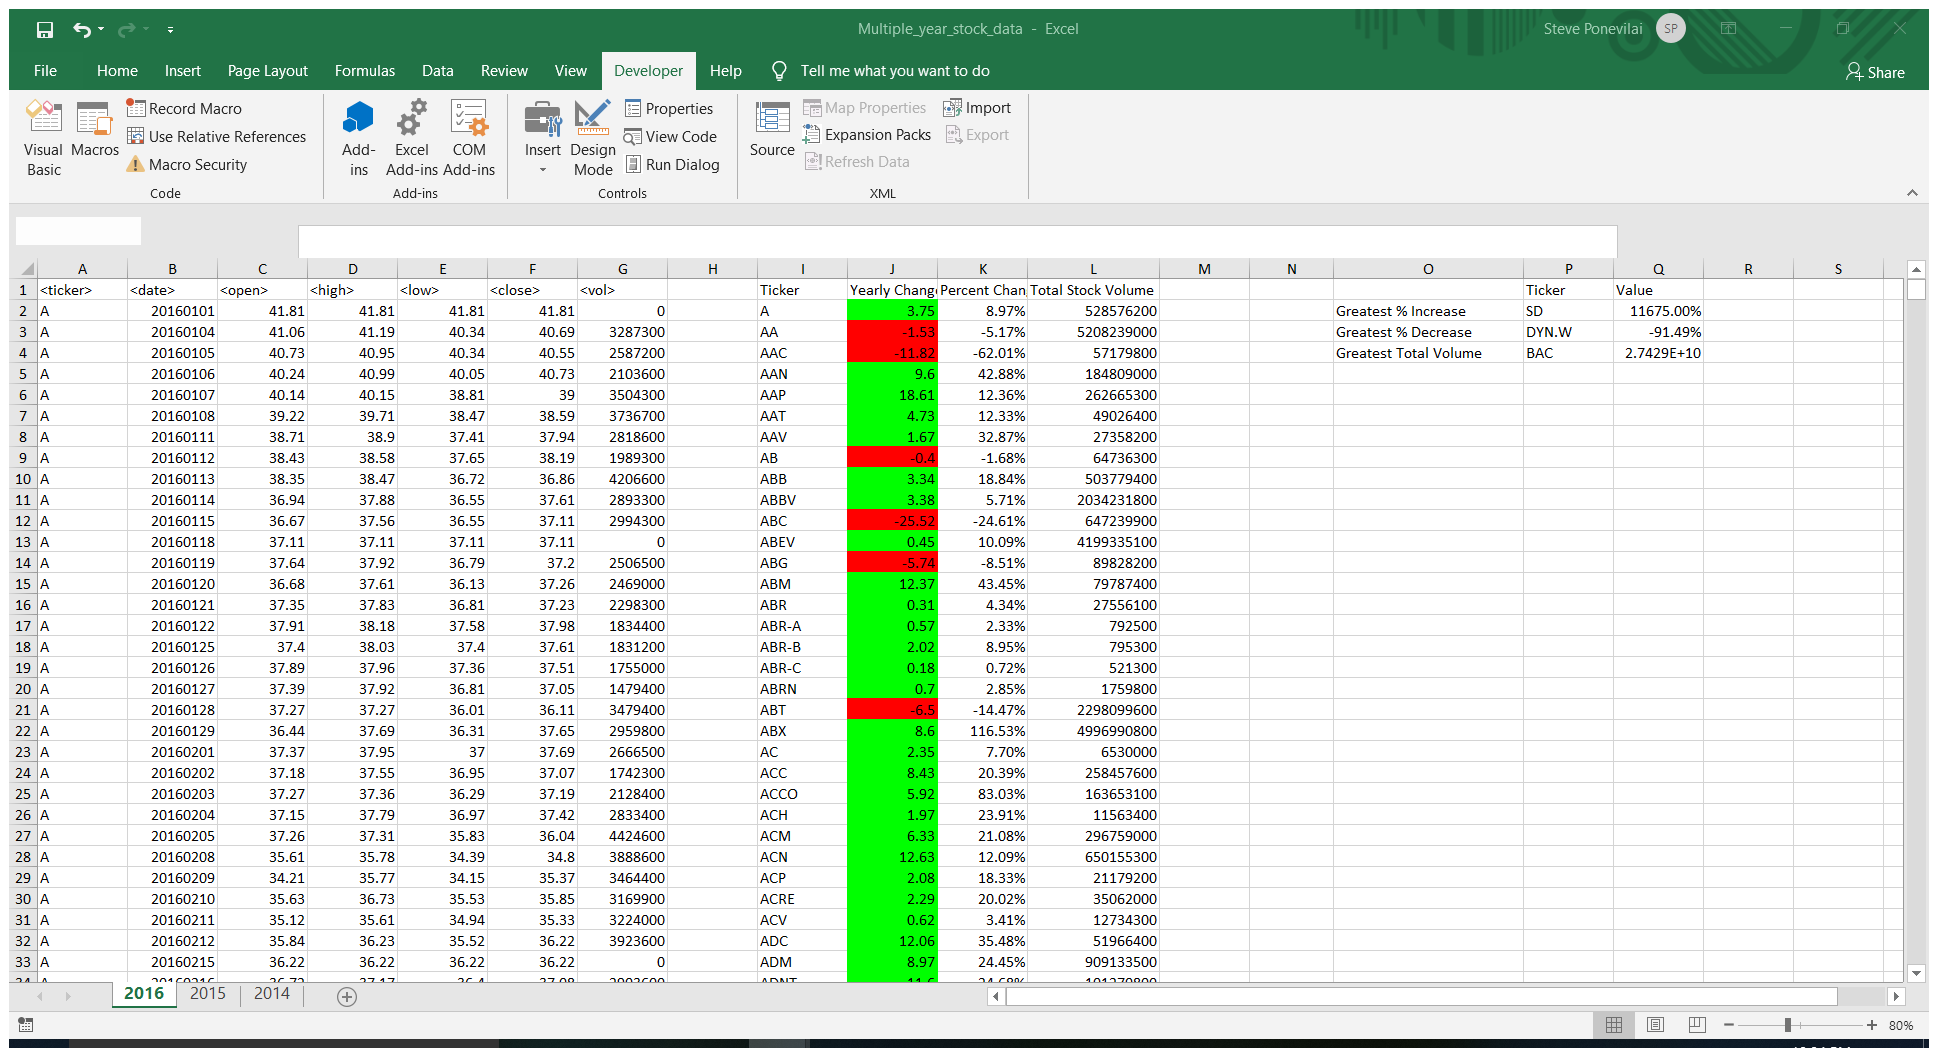 Multiple_year_stock_data - Excel
Steve Ponevilai SP
File Home Insert Page Layout Formulas Data Review View Developer Help Tell me what you want to do Share
Visual Basic
Macros
Record Macro
Use Relative References
Macro Security
Code
Add-ins
Excel Add-ins
COM Add-ins
Add-ins
Insert
Design Mode
Properties
View Code
Run Dialog
Controls
Source
Map Properties
Expansion Packs
Refresh Data
Import
Export
XML
A B C D E F G H I J K L M N O P Q R S
1 <ticker> <date> <open> <high> <low> <close> <vol> Ticker Yearly Chang Percent Chan Total Stock Volume Ticker Value
2 A 20160101 41.81 41.81 41.81 41.81 0 A 3.75 8.97% 528576200 Greatest % Increase SD 11675.00%
3 A 20160104 41.06 41.19 40.34 40.69 3287300 AA -1.53 -5.17% 5208239000 Greatest % Decrease DYN.W -91.49%
4 A 20160105 40.73 40.95 40.34 40.55 2587200 AAC -11.82 -62.01% 57179800 Greatest Total Volume BAC 2.7429E+10
5 A 20160106 40.24 40.99 40.05 40.73 2103600 AAN 9.6 42.88% 184809000
6 A 20160107 40.14 40.15 38.81 39 3504300 AAP 18.61 12.36% 262665300
7 A 20160108 39.22 39.71 38.47 38.59 3736700 AAT 4.73 12.33% 49026400
8 A 20160111 38.71 38.9 37.41 37.94 2818600 AAV 1.67 32.87% 27358200
9 A 20160112 38.43 38.58 37.65 38.19 1989300 AB -0.4 -1.68% 64736300
10 A 20160113 38.35 38.47 36.72 36.86 4206600 ABB 3.34 18.84% 503779400
11 A 20160114 36.94 37.88 36.55 37.61 2893300 ABBV 3.38 5.71% 2034231800
12 A 20160115 36.67 37.56 36.55 37.11 2994300 ABC -25.52 -24.61% 647239900
13 A 20160118 37.11 37.11 37.11 37.11 0 ABEV 0.45 10.09% 4199335100
14 A 20160119 37.64 37.92 36.79 37.2 2506500 ABG -5.74 -8.51% 89828200
15 A 20160120 36.68 37.61 36.13 37.26 2469000 ABM 12.37 43.45% 79787400
16 A 20160121 37.35 37.83 36.81 37.23 2298300 ABR 0.31 4.34% 27556100
17 A 20160122 37.91 38.18 37.58 37.98 1834400 ABR-A 0.57 2.33% 792500
18 A 20160125 37.4 38.03 37.4 37.61 1831200 ABR-B 2.02 8.95% 795300
19 A 20160126 37.89 37.96 37.36 37.51 1755000 ABR-C 0.18 0.72% 521300
20 A 20160127 37.39 37.92 36.81 37.05 1479400 ABRN 0.7 2.85% 1759800
21 A 20160128 37.27 37.27 36.01 36.11 3479400 ABT -6.5 -14.47% 2298099600
22 A 20160129 36.44 37.69 36.31 37.65 2959800 ABX 8.6 116.53% 4996990800
23 A 20160201 37.37 37.95 37 37.69 2666500 AC 2.35 7.70% 6530000
24 A 20160202 37.18 37.55 36.95 37.07 1742300 ACC 8.43 20.39% 258457600
25 A 20160203 37.27 37.36 36.29 37.19 2128400 ACCO 5.92 83.03% 163653100
26 A 20160204 37.15 37.79 36.97 37.42 2833400 ACH 1.97 23.91% 11563400
27 A 20160205 37.26 37.31 35.83 36.04 4424600 ACM 6.33 21.08% 296759000
28 A 20160208 35.61 35.78 34.39 34.8 3888600 ACN 12.63 12.09% 650155300
29 A 20160209 34.21 35.77 34.15 35.37 3464400 ACP 2.08 18.33% 21179200
30 A 20160210 35.63 36.73 35.53 35.85 3169900 ACRE 2.29 20.02% 35062000
31 A 20160211 35.12 35.61 34.94 35.33 3224000 ACV 0.62 3.41% 12734300
32 A 20160212 35.84 36.23 35.52 36.22 3923600 ADC 12.06 35.48% 51966400
33 A 20160215 36.22 36.22 36.22 36.22 0 ADM 8.97 24.45% 909133500
2016 2015 2014
80%